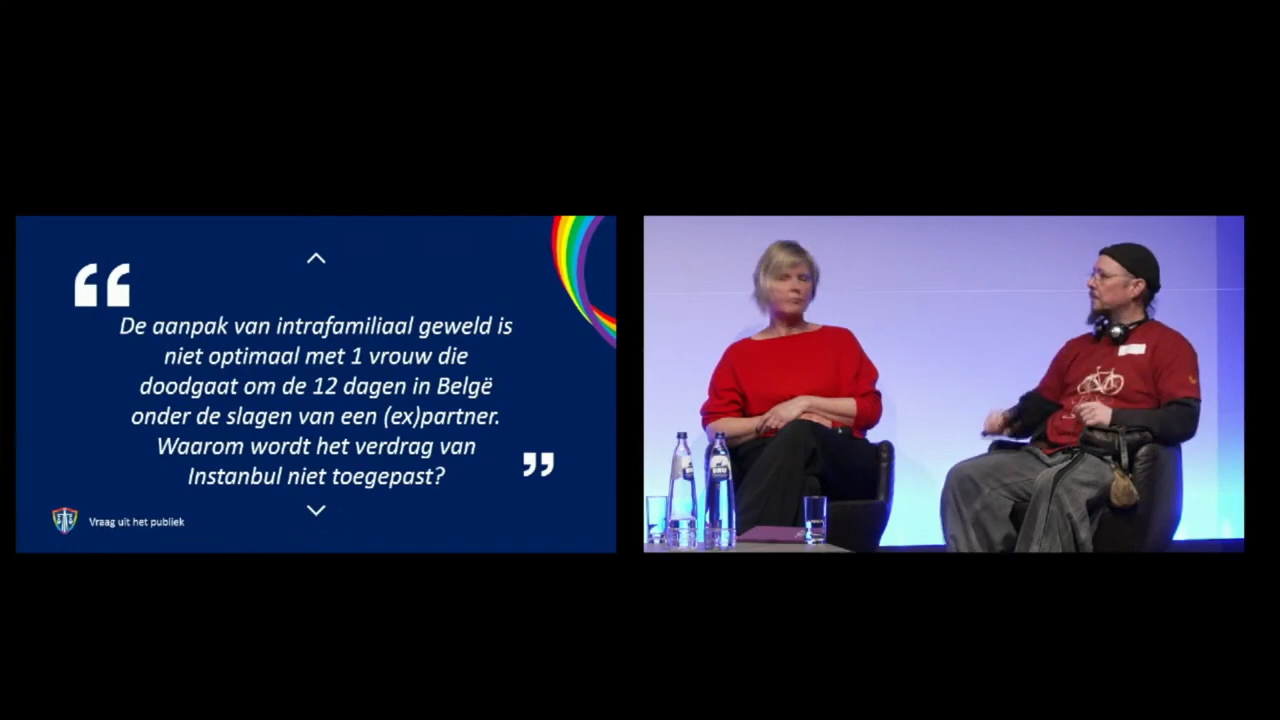 De aanpak van intrafamiliaal geweld is
niet optimaal met 1 vrouw die
doodgaat om de 12 dagen in Belgë
onder de slagen van een (ex)partner.
Waarom wordt het verdrag van
Instanbul niet toegepast?
Vraag uit het publiek
BRU
BRU